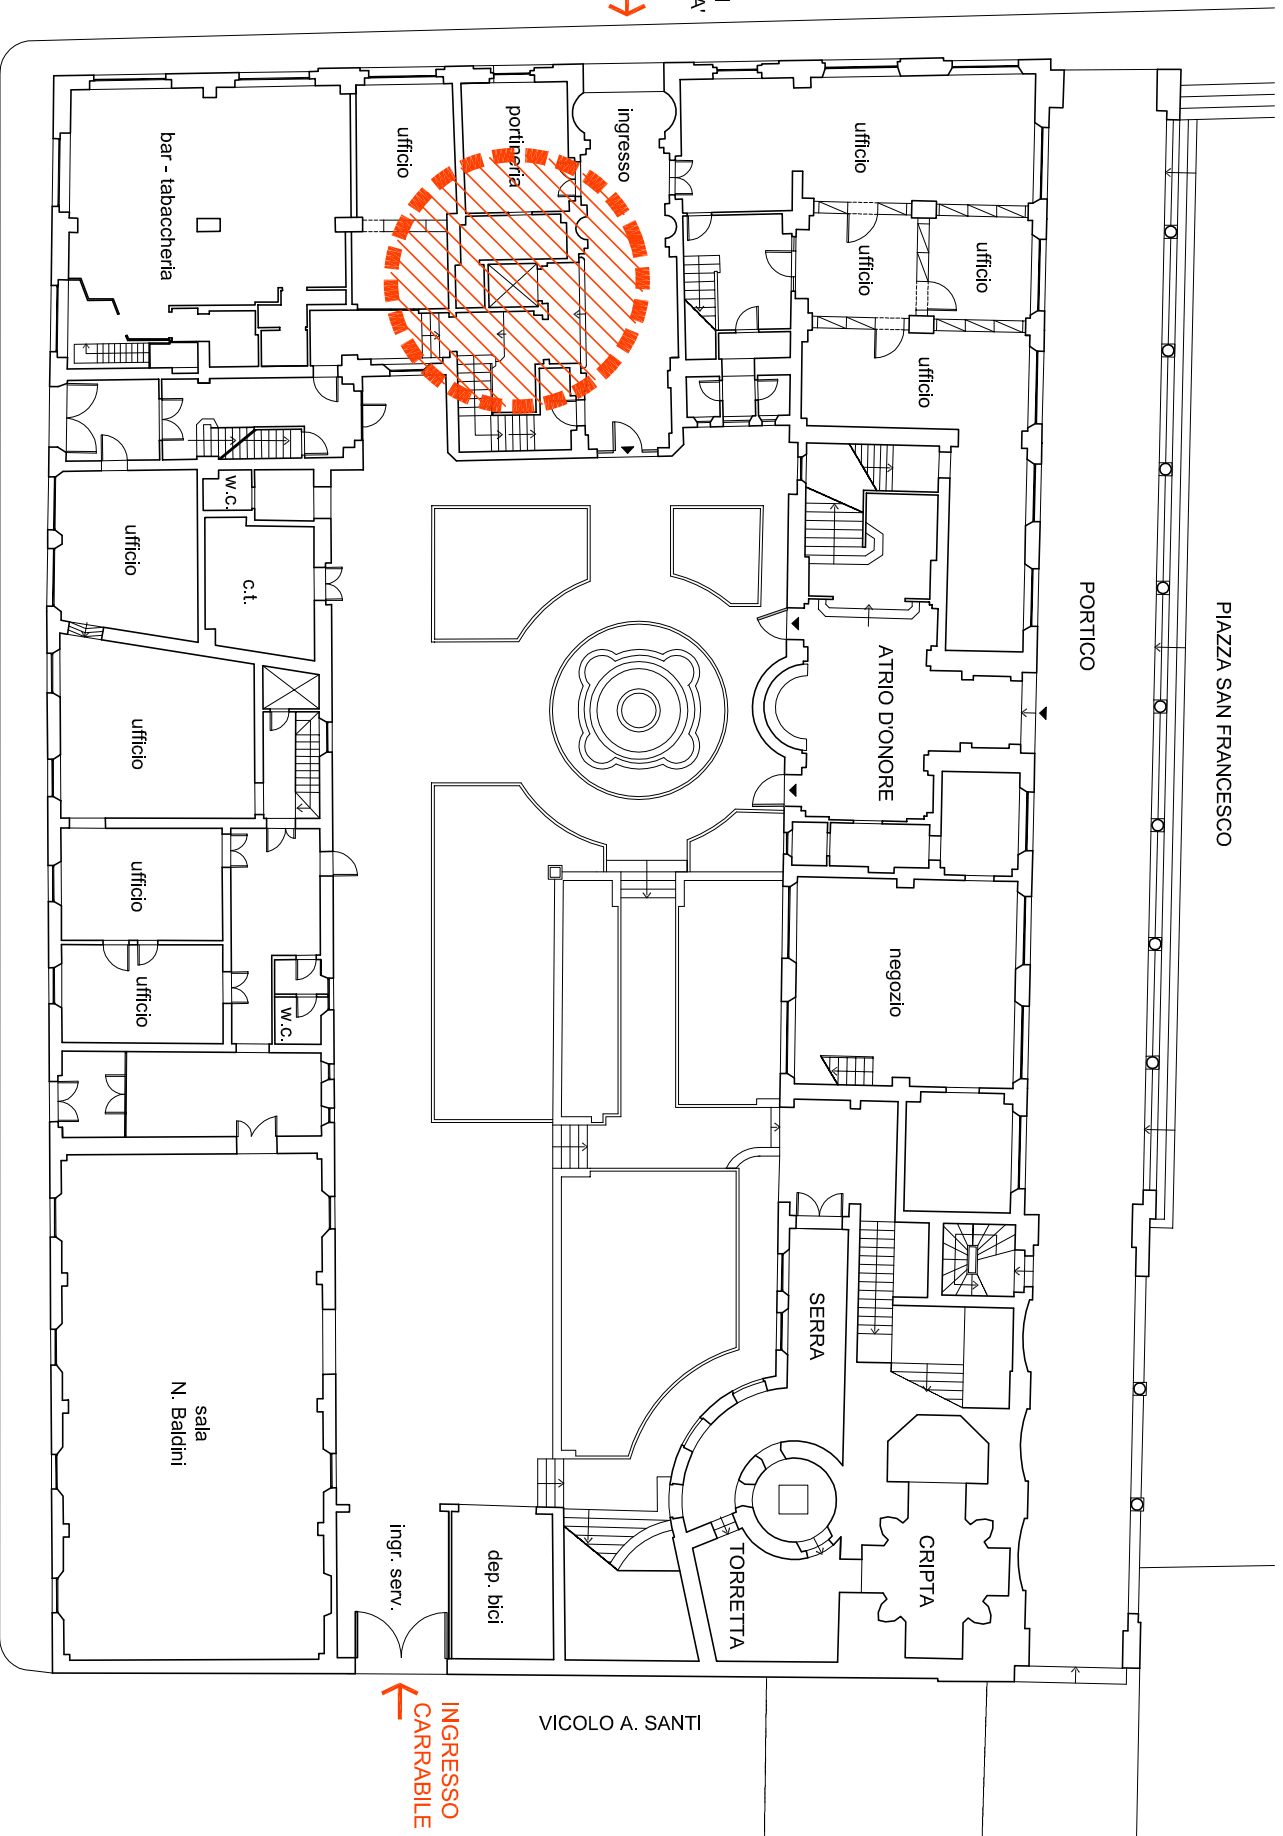 ingresso
portineria
ufficio
bar - tabaccheria
ufficio
ufficio
ufficio
ufficio
w.c.
ufficio
c.t.
ufficio
ufficio
ufficio
w.c.
PORTICO
PIAZZA SAN FRANCESCO
ATRIO D'ONORE
negozio
SERRA
sala
N. Baldini
ingr. serv.
dep. bici
TORRETTA
CRIPTA
VICOLO A. SANTI
INGRESSO
CARRABILE